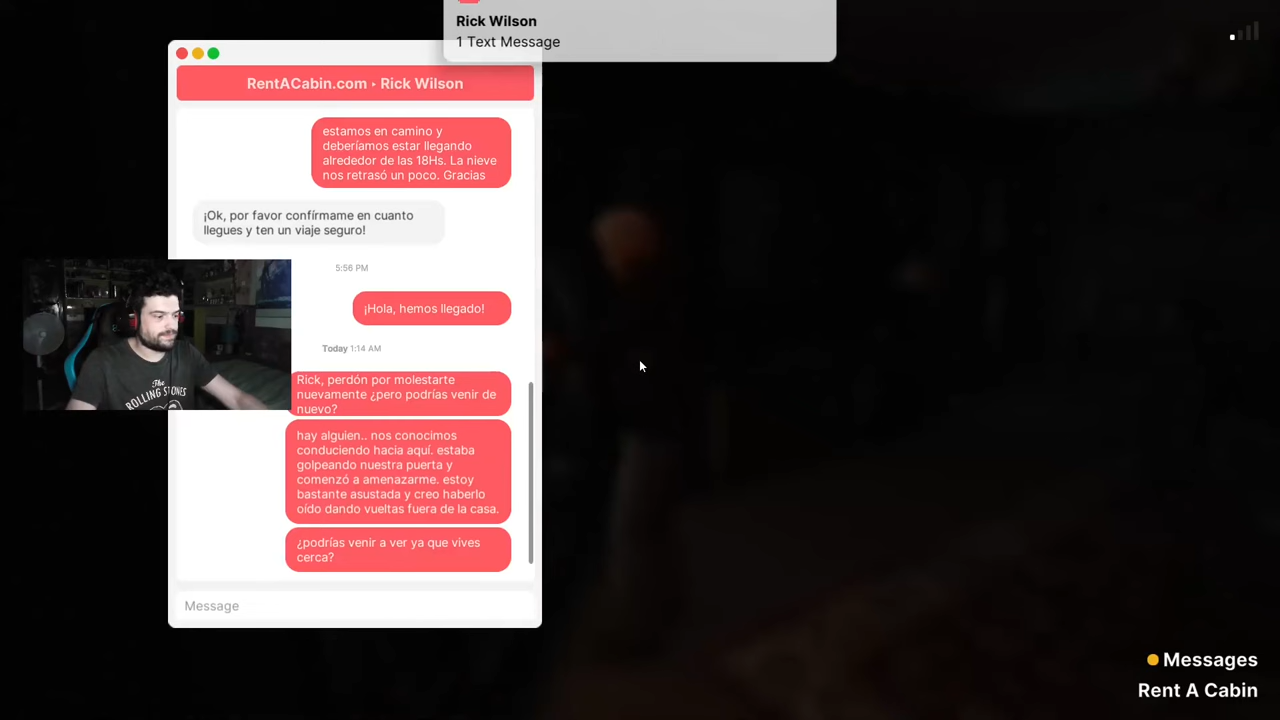 Rick Wilson
1 Text Message
RentACabin.com ▸ Rick Wilson
estamos en camino y
deberíamos estar llegando
alrededor de las 18Hs. La nieve
nos retrasó un poco. Gracias
¡Ok, por favor confírmame en cuanto
llegues y ten un viaje seguro!
5:56 PM
¡Hola, hemos llegado!
Today 1:14 AM
Rick, perdón por molestarte
nuevamente ¿pero podrías venir de
nuevo?
hay alguien.. nos conocimos
conduciendo hacia aquí. estaba
golpeando nuestra puerta y
comenzó a amenazarme. estoy
bastante asustada y creo haberlo
oído dando vueltas fuera de la casa.
¿podrías venir a ver ya que vives
cerca?
Message
The
ROLLING STONES
Messages
Rent A Cabin